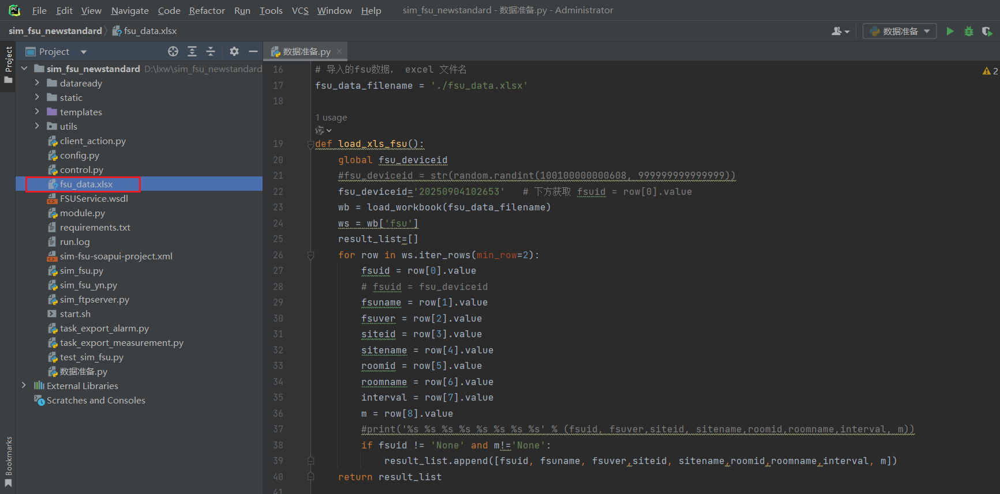 File Edit View Navigate Code Refactor Run Tools VCS Window Help sim_fsu_newstandard - 数据准备.py - Administrator
sim_fsu_newstandard fsu_data.xlsx
数据准备
Project
Project
数据准备.py
sim_fsu_newstandard D:\lxw\sim_fsu_newstandard
dataready
static
templates
utils
client_action.py
config.py
control.py
fsu_data.xlsx
FSUService.wsdl
module.py
requirements.txt
run.log
sim-fsu-soapui-project.xml
sim_fsu.py
sim_fsu_yn.py
sim_ftpserver.py
start.sh
task_export_alarm.py
task_export_measurement.py
test_sim_fsu.py
数据准备.py
External Libraries
Scratches and Consoles
Bookmarks
2
16 # 导入的fsu数据， excel 文件名
17 fsu_data_filename = './fsu_data.xlsx'
18
1 usage
19 def load_xls_fsu():
20 global fsu_deviceid
21 #fsu_deviceid = str(random.randint(100100000000608, 999999999999999))
22 fsu_deviceid='20250904102653' # 下方获取 fsuid = row[0].value
23 wb = load_workbook(fsu_data_filename)
24 ws = wb['fsu']
25 result_list=[]
26 for row in ws.iter_rows(min_row=2):
27 fsuid = row[0].value
28 # fsuid = fsu_deviceid
29 fsuname = row[1].value
30 fsuver = row[2].value
31 siteid = row[3].value
32 sitename = row[4].value
33 roomid = row[5].value
34 roomname = row[6].value
35 interval = row[7].value
36 m = row[8].value
37 #print('%s %s %s %s %s %s %s %s' % (fsuid, fsuver,siteid, sitename,roomid,roomname,interval, m))
38 if fsuid != 'None' and m!='None':
39 result_list.append([fsuid, fsuname, fsuver,siteid, sitename,roomid,roomname,interval, m])
40 return result_list
41